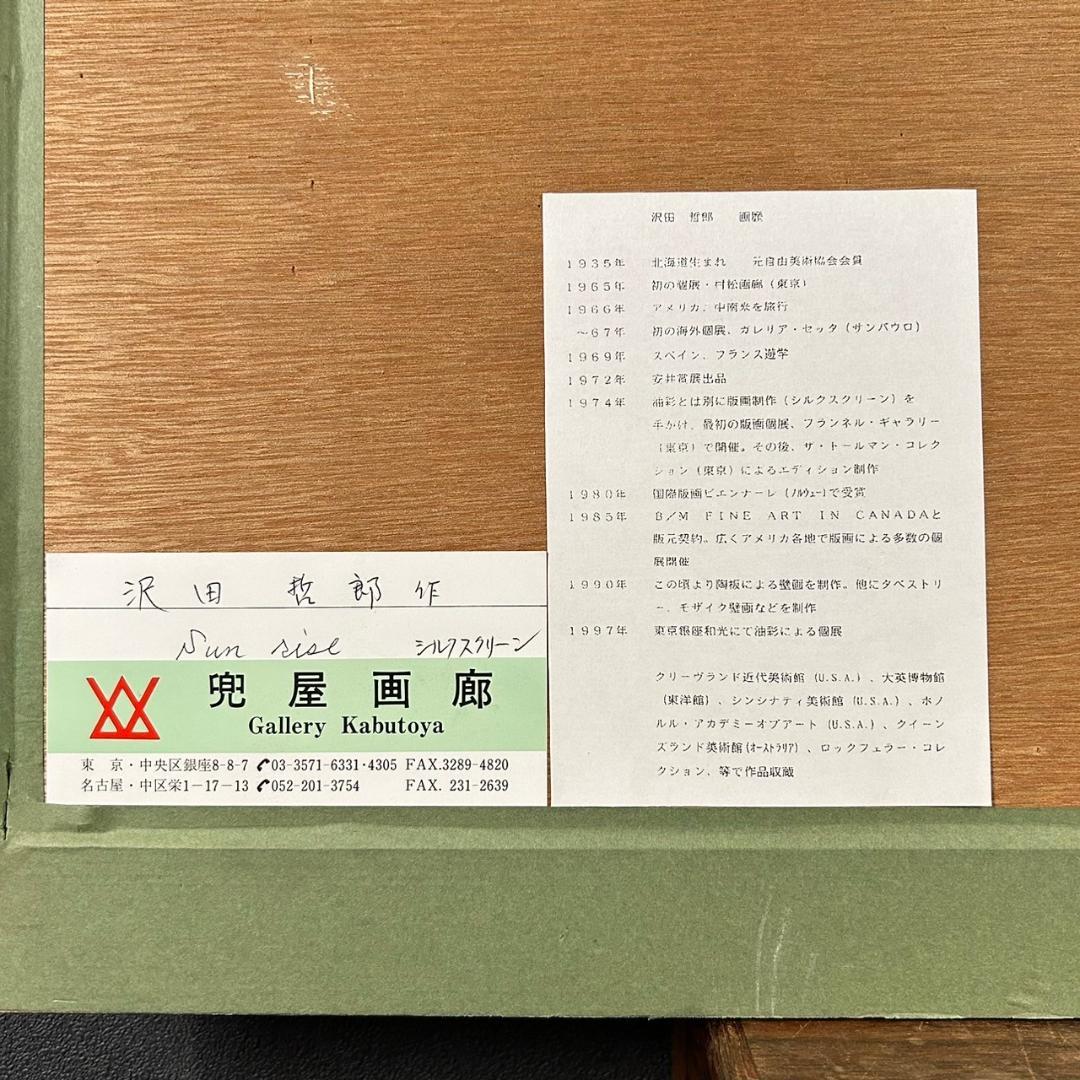 沢田 哲郎 作
Sun rise シルクスクリーン
兜屋画廊
Gallery Kabutoya
東 京・中央区銀座8-8-7 03-3571-6331・4305 FAX.3289-4820
名古屋・中区栄1-17-13 052-201-3754 FAX. 231-2639
沢田 哲郎 画歴
1935年 北海道生まれ 元自由美術協会会員
1965年 初の個展・村松画廊(東京)
1966年 アメリカ、中南米を旅行
～67年 初の海外個展、ガレリア・セッタ(サンパウロ)
1969年 スペイン、フランス遊学
1972年 安井賞展出品
1974年 油彩とは別に版画制作(シルクスクリーン)を
手がけ、最初の版画個展、フランネル・ギャラリー
(東京)で開催。その後、ザ・トールマン・コレク
ション(東京)によるエディション制作
1980年 国際版画ビエンナーレ(ﾉﾙｳｪｰ)で受賞
1985年 B/M FINE ART IN CANADAと
版元契約。広くアメリカ各地で版画による多数の個
展開催
1990年 この頃より陶板による壁画を制作。他にタペストリ
ー、モザイク壁画などを制作
1997年 東京銀座和光にて油彩による個展
クリーヴランド近代美術館(U.S.A.)、大英博物館
(東洋館)、シンシナティ美術館(U.S.A.)、ホノ
ルル・アカデミーオブアート(U.S.A.)、クイーン
ズランド美術館(ｵｰｽﾄﾗﾘｱ)、ロックフェラー・コレ
クション、等で作品収蔵